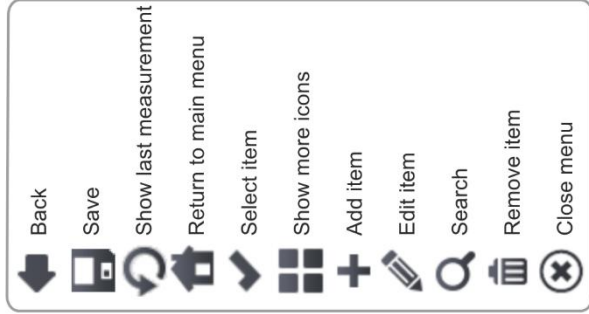 Back
Save
Show last measurement
Return to main menu
Select item
Show more icons
Add item
Edit item
Search
Remove item
Close menu